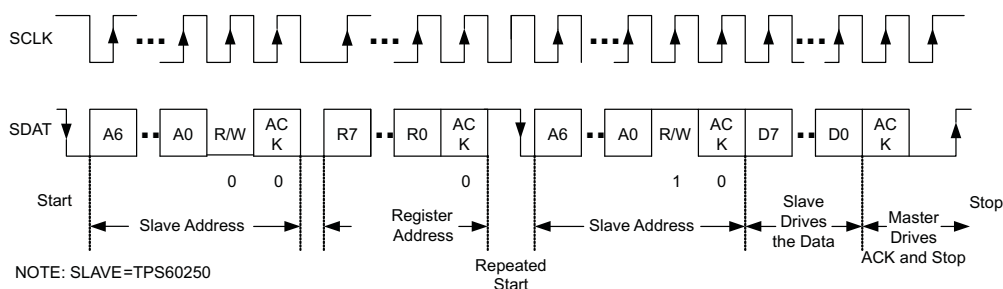 SCLK
SDAT
A6 A0 R/W AC K R7 R0 AC K A6 A0 R/W AC K D7 D0 AC K
0 0 0 1 0
Start
Slave Address
Register
Address
Slave Address
Slave
Drives
the Data
Master
Drives
ACK and Stop
Stop
Repeated
Start
NOTE: SLAVE=TPS60250